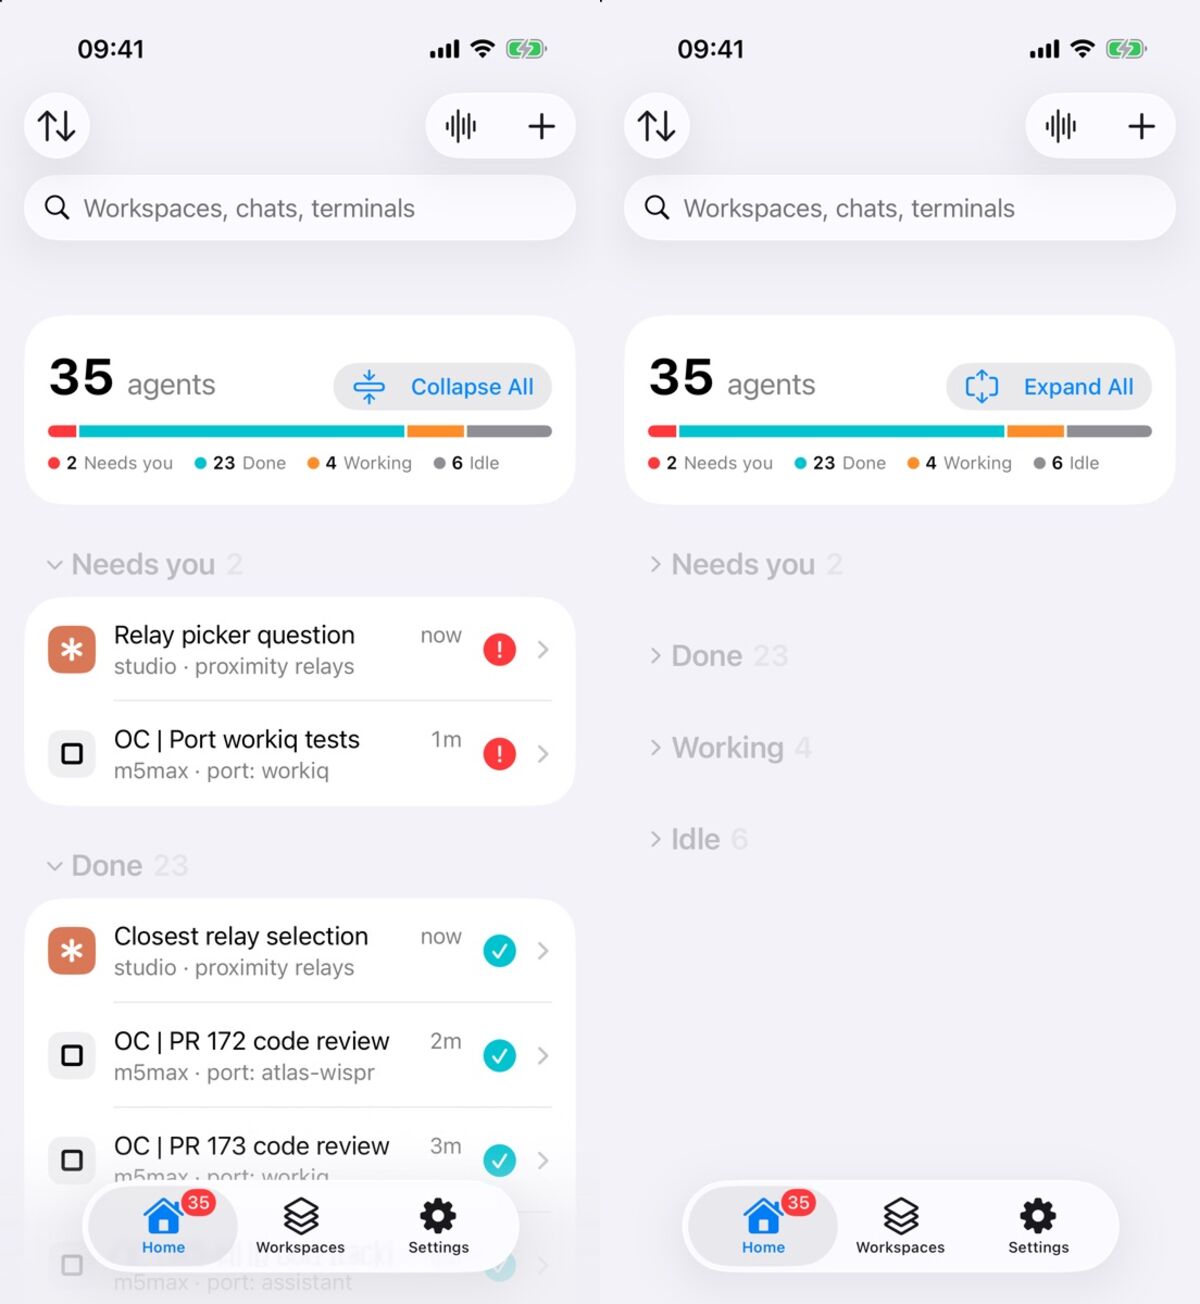 09:41
Workspaces, chats, terminals
35 agents
Collapse All
2 Needs you 23 Done 4 Working 6 Idle
Needs you 2
Relay picker question now
studio · proximity relays
OC | Port workiq tests 1m
m5max · port: workiq
Done 23
Closest relay selection now
studio · proximity relays
OC | PR 172 code review 2m
m5max · port: atlas-wispr
OC | PR 173 code review 3m
m5max · port: workiq
35
Home Workspaces Settings
m5max · port: assistant
09:41
Workspaces, chats, terminals
35 agents
Expand All
2 Needs you 23 Done 4 Working 6 Idle
Needs you 2
Done 23
Working 4
Idle 6
35
Home Workspaces Settings